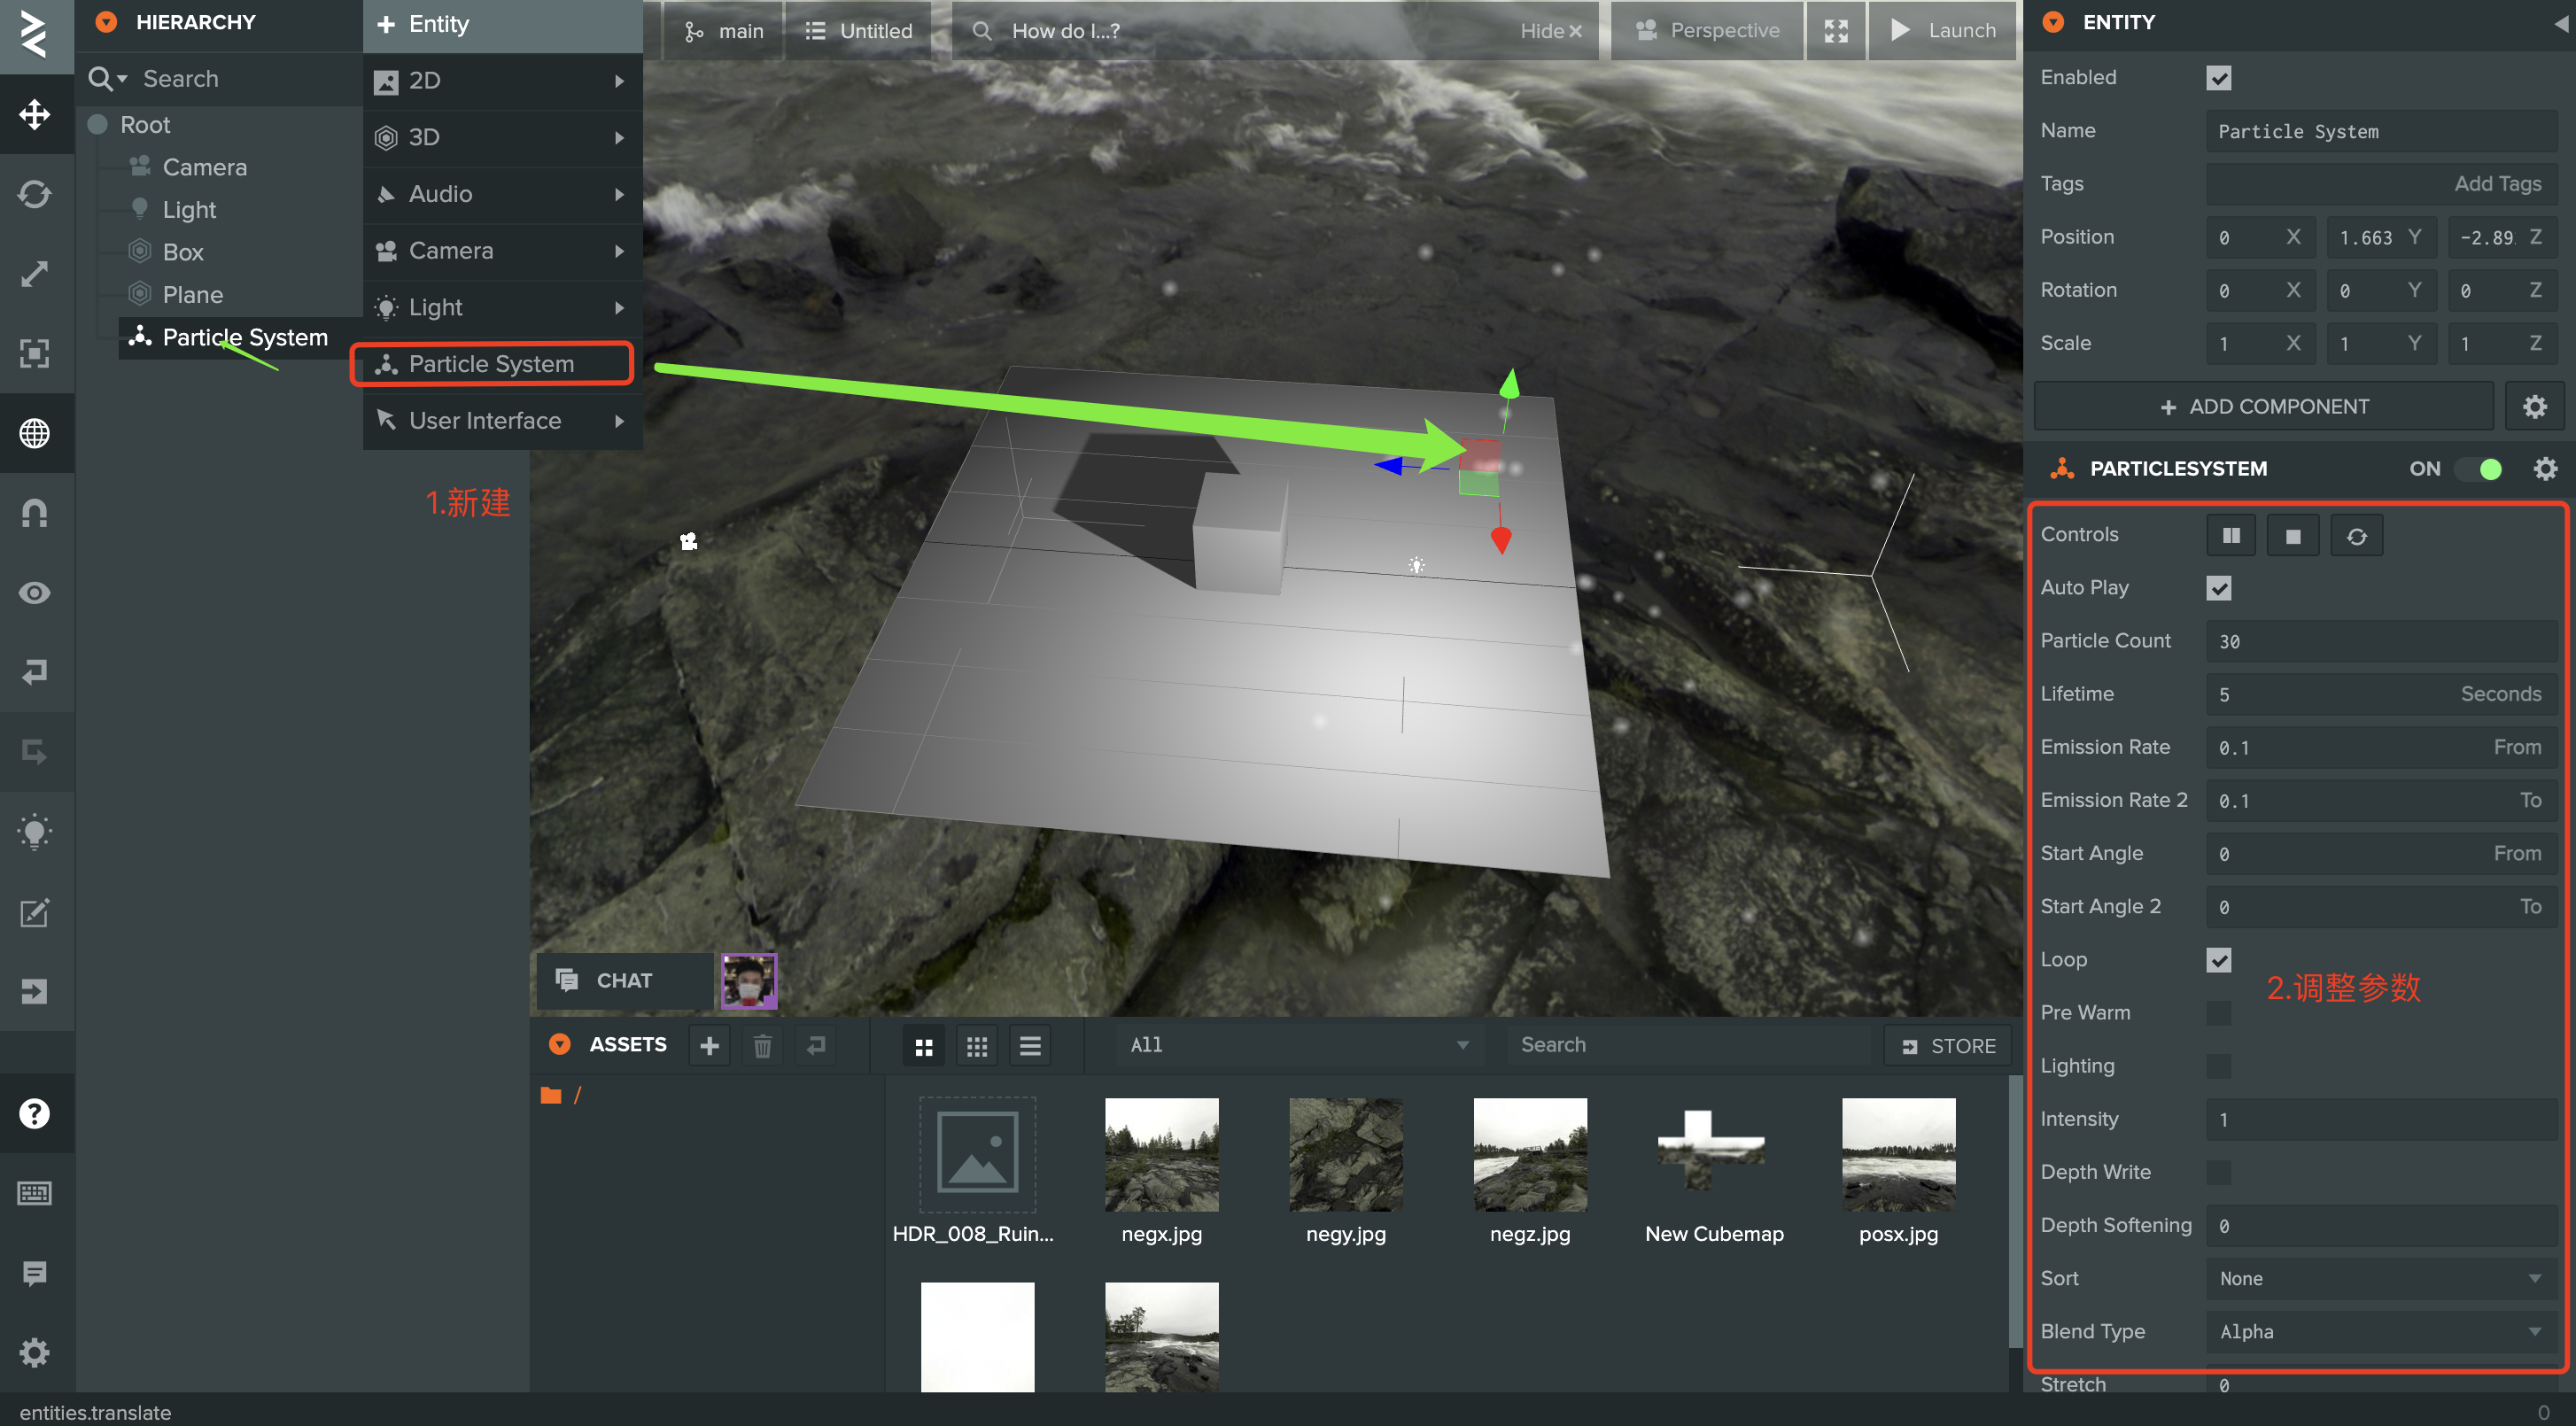 HIERARCHY
Search
Root
Camera
Light
Box
Plane
Particle System
Entity
2D
3D
Audio
Camera
Light
Particle System
User Interface
1.新建
main
Untitled
How do I...?
Hide
Perspective
Launch
CHAT
ASSETS
All
Search
STORE
/
HDR_008_Ruin...
negx.jpg
negy.jpg
negz.jpg
New Cubemap
posx.jpg
ENTITY
Enabled
Name Particle System
Tags Add Tags
Position 0 X 1.663 Y -2.89 Z
Rotation 0 X 0 Y 0 Z
Scale 1 X 1 Y 1 Z
+ ADD COMPONENT
PARTICLESYSTEM ON
Controls
Auto Play
Particle Count 30
Lifetime 5 Seconds
Emission Rate 0.1 From
Emission Rate 2 0.1 To
Start Angle 0 From
Start Angle 2 0 To
Loop
2.调整参数
Pre Warm
Lighting
Intensity 1
Depth Write
Depth Softening 0
Sort None
Blend Type Alpha
Stretch 0
entities.translate
0